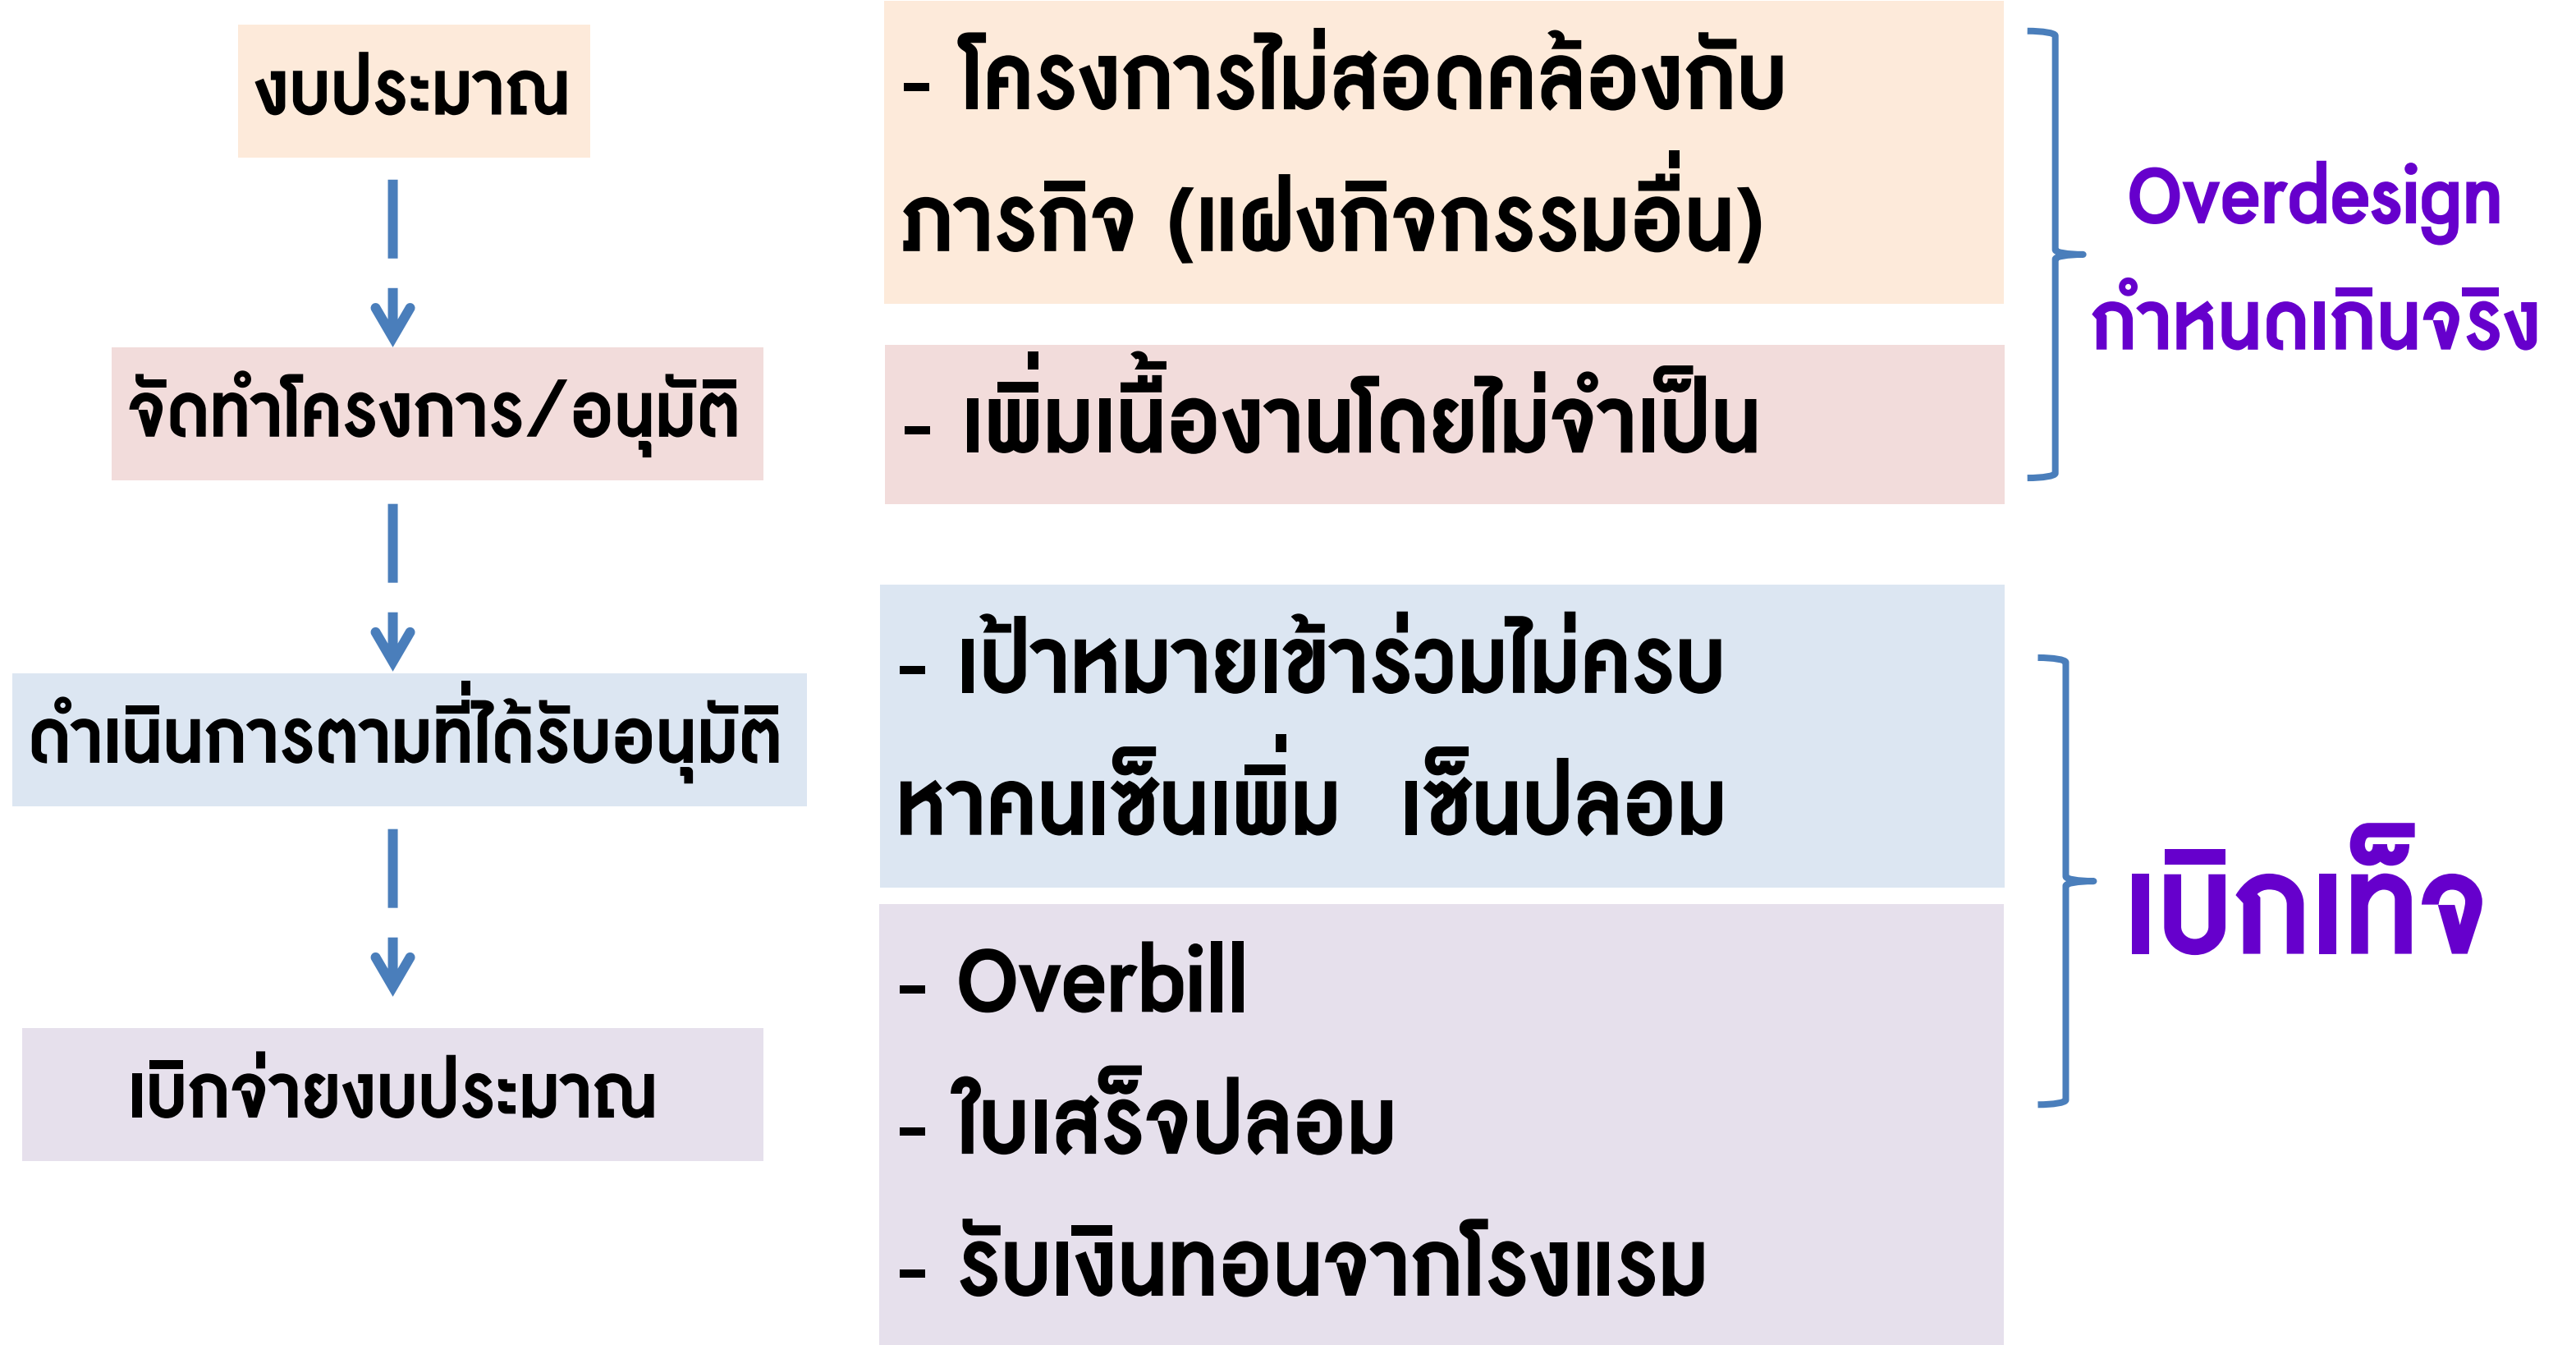 งบประมาณ
จัดทำโครงการ/อนุมัติ
ดำเนินการตามที่ได้รับอนุมัติ
เบิกจ่ายงบประมาณ
- โครงการไม่สอดคล้องกับ
ภารกิจ (แฝงกิจกรรมอื่น)
- เพิ่มเนื้องานโดยไม่จำเป็น
- เป้าหมายเข้าร่วมไม่ครบ
หาคนเซ็นเพิ่ม เซ็นปลอม
- Overbill
- ใบเสร็จปลอม
- รับเงินทอนจากโรงแรม
Overdesign
กำหนดเกินจริง
เบิกเท็จ